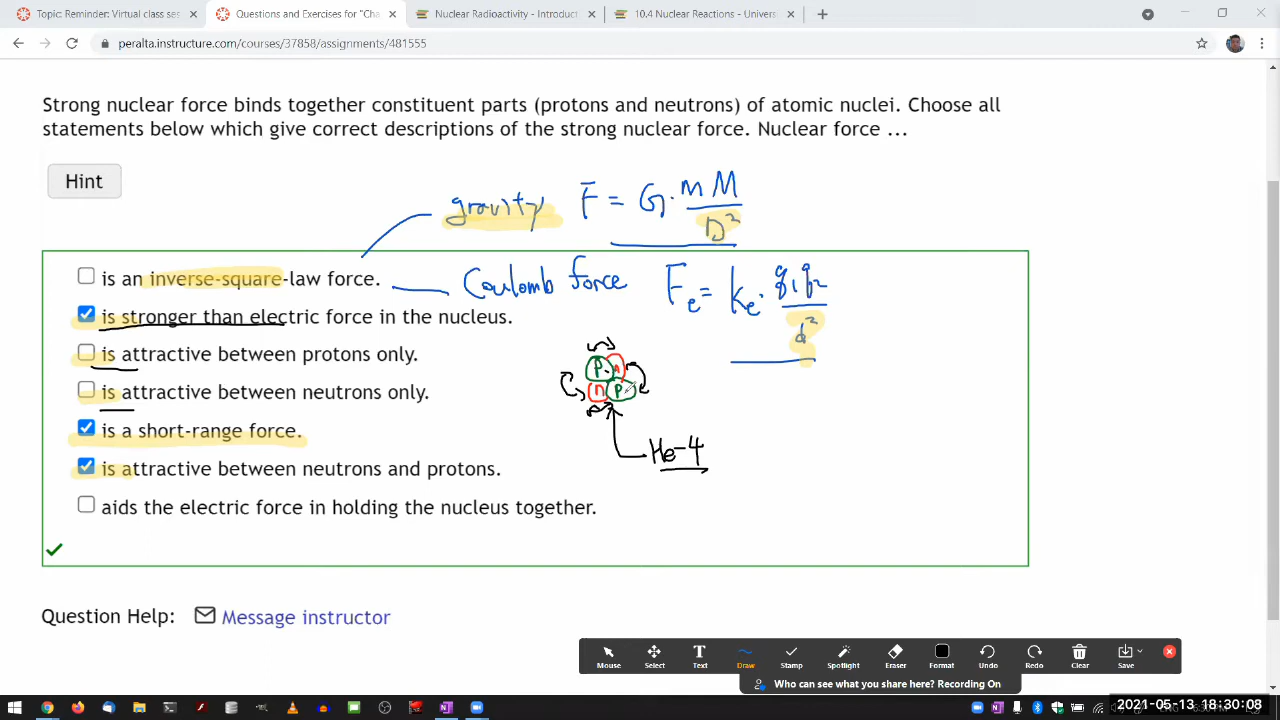 Topic: Reminder: Virtual class ses
Questions and Exercises for "Cha
Nuclear Radioactivity - Introduct
10.4 Nuclear Reactions - Univers
peralta.instructure.com/courses/37858/assignments/481555
Strong nuclear force binds together constituent parts (protons and neutrons) of atomic nuclei. Choose all
statements below which give correct descriptions of the strong nuclear force. Nuclear force ...
Hint
gravity F = G · m M
D²
is an inverse-square-law force.
Coulomb force Fe = ke · q1 q2
d²
is stronger than electric force in the nucleus.
is attractive between protons only.
P n
n P
is attractive between neutrons only.
is a short-range force.
He-4
is attractive between neutrons and protons.
aids the electric force in holding the nucleus together.
Question Help: Message instructor
Mouse Select Text Draw Stamp Spotlight Eraser Format Undo Redo Clear Save
Who can see what you share here? Recording On
2021-05-13 18:30:08